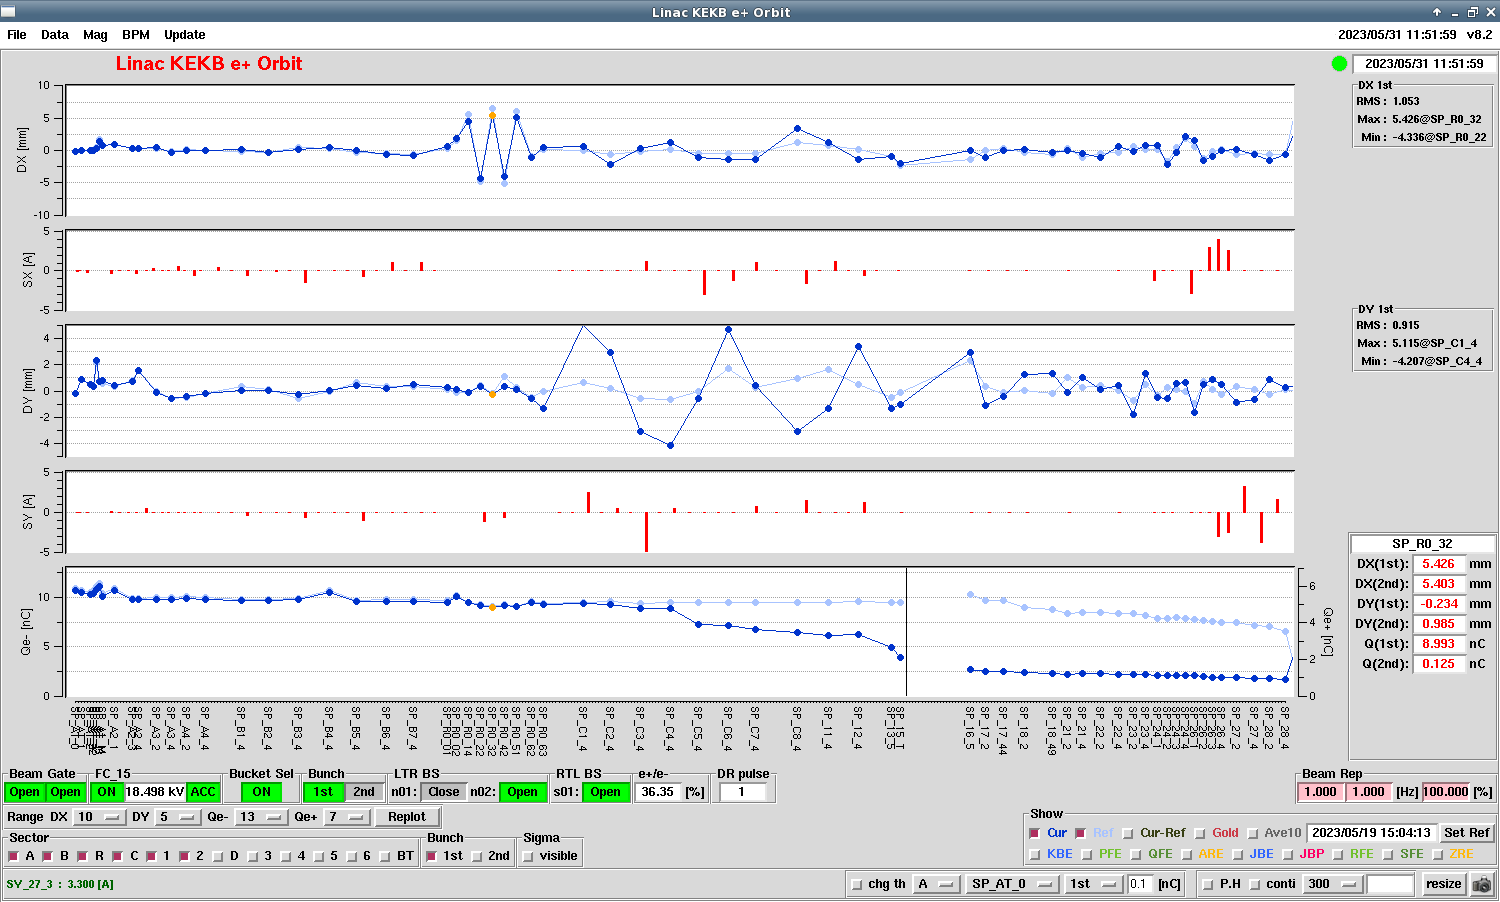 Linac KEKB e+ Orbit
File Data Mag BPM Update
2023/05/31 11:51:59 v8.2
Linac KEKB e+ Orbit
2023/05/31 11:51:59
DX 1st
RMS : 1.053
Max : 5.426@SP_R0_32
Min : -4.336@SP_R0_22
DX [mm]
10
5
0
-5
-10
SX [A]
5
0
-5
DY 1st
RMS : 0.915
Max : 5.115@SP_C1_4
Min : -4.207@SP_C4_4
DY [mm]
4
2
0
-2
-4
SY [A]
5
0
-5
Qe- [nC]
10
5
0
Qe+ [nC]
6
4
2
0
SP_R0_32
DX(1st): 5.426 mm
DX(2nd): 5.403 mm
DY(1st): -0.234 mm
DY(2nd): 0.985 mm
Q(1st): 8.993 nC
Q(2nd): 0.125 nC
SP_A3_2 SP_A3_4 SP_A4_2 SP_A4_4 SP_B1_4 SP_B2_4 SP_B3_4 SP_B4_4 SP_B5_4 SP_B6_4 SP_B7_4 SP_R0_01 SP_R0_02 SP_R0_14 SP_R0_22 SP_R0_32 SP_R0_42 SP_R0_51 SP_R0_62 SP_R0_63 SP_C1_4 SP_C2_4 SP_C3_4 SP_C4_4 SP_C5_4 SP_C6_4 SP_C7_4 SP_C8_4 SP_11_4 SP_12_4 SP_13_5 SP_15_T SP_16_5 SP_17_2 SP_17_44 SP_18_2 SP_18_49 SP_21_2 SP_21_4 SP_22_2 SP_22_4 SP_23_2 SP_23_4 SP_24_1 SP_26_4 SP_27_2 SP_27_4 SP_28_2 SP_28_4
Beam Gate FC_15 Bucket Sel Bunch LTR BS RTL BS e+/e- DR pulse Beam Rep
Open Open ON 18.498 kV ACC ON 1st 2nd n01: Close n02: Open s01: Open 36.35 [%] 1 1.000 1.000 [Hz] 100.000 [%]
Range DX 10 DY 5 Qe- 13 Qe+ 7 Replot
Show
Cur Ref Cur-Ref Gold Ave10 2023/05/19 15:04:13 Set Ref
KBE PFE QFE ARE JBE JBP RFE SFE ZRE
Sector Bunch Sigma
A B R C 1 2 D 3 4 5 6 BT 1st 2nd visible
SY_27_3 : 3.300 [A]
chg th A SP_AT_0 1st 0.1 [nC] P.H conti 300 resize